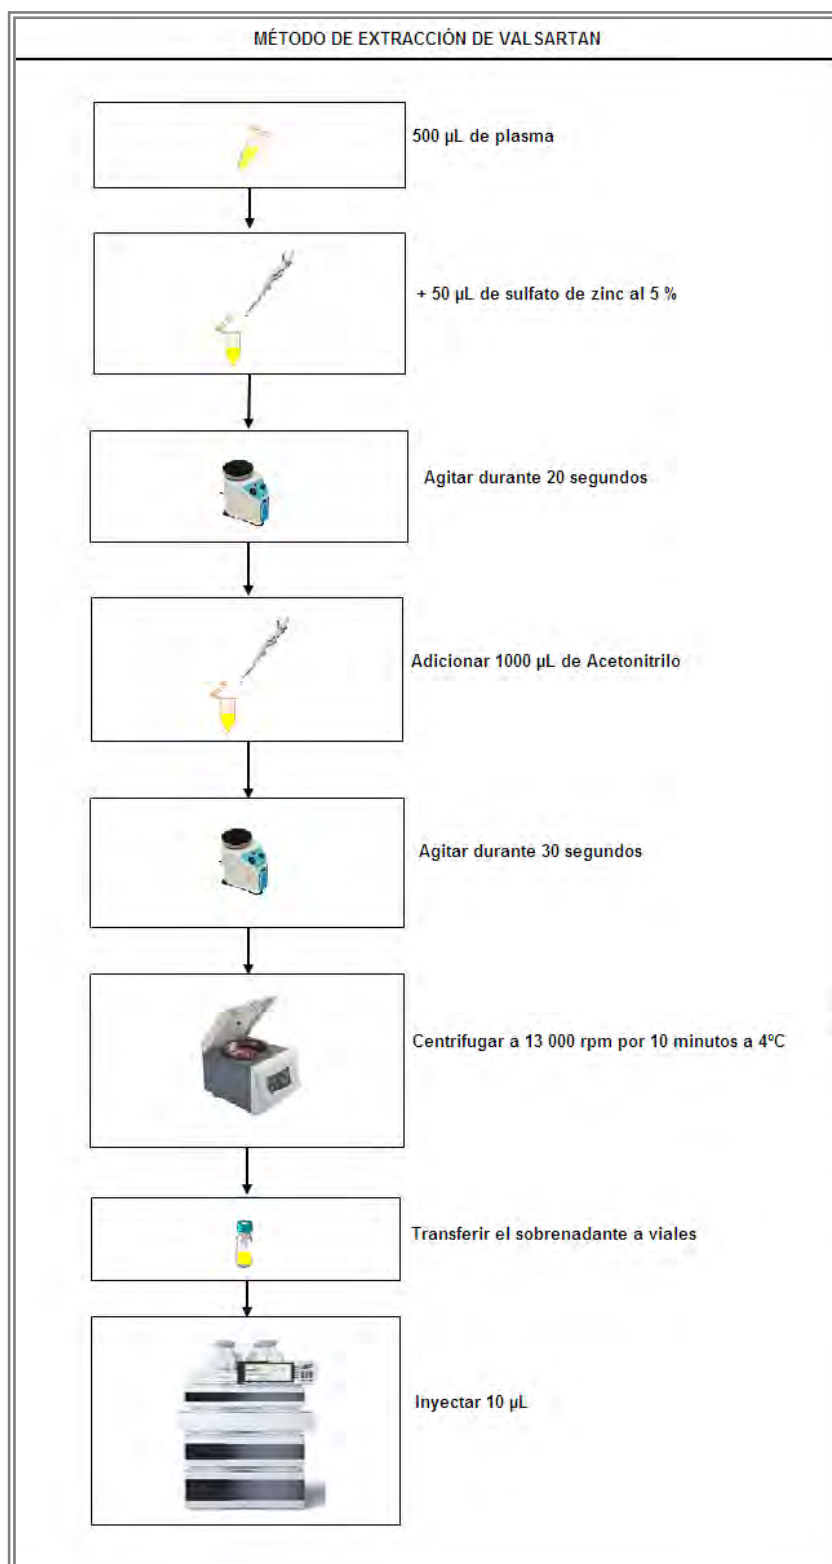 MÉTODO DE EXTRACCIÓN DE VALSARTAN
500 µL de plasma
+ 50 µL de sulfato de zinc al 5 %
Agitar durante 20 segundos
Adicionar 1000 µL de Acetonitrilo
Agitar durante 30 segundos
Centrifugar a 13 000 rpm por 10 minutos a 4ºC
Transferir el sobrenadante a viales
Inyectar 10 µL